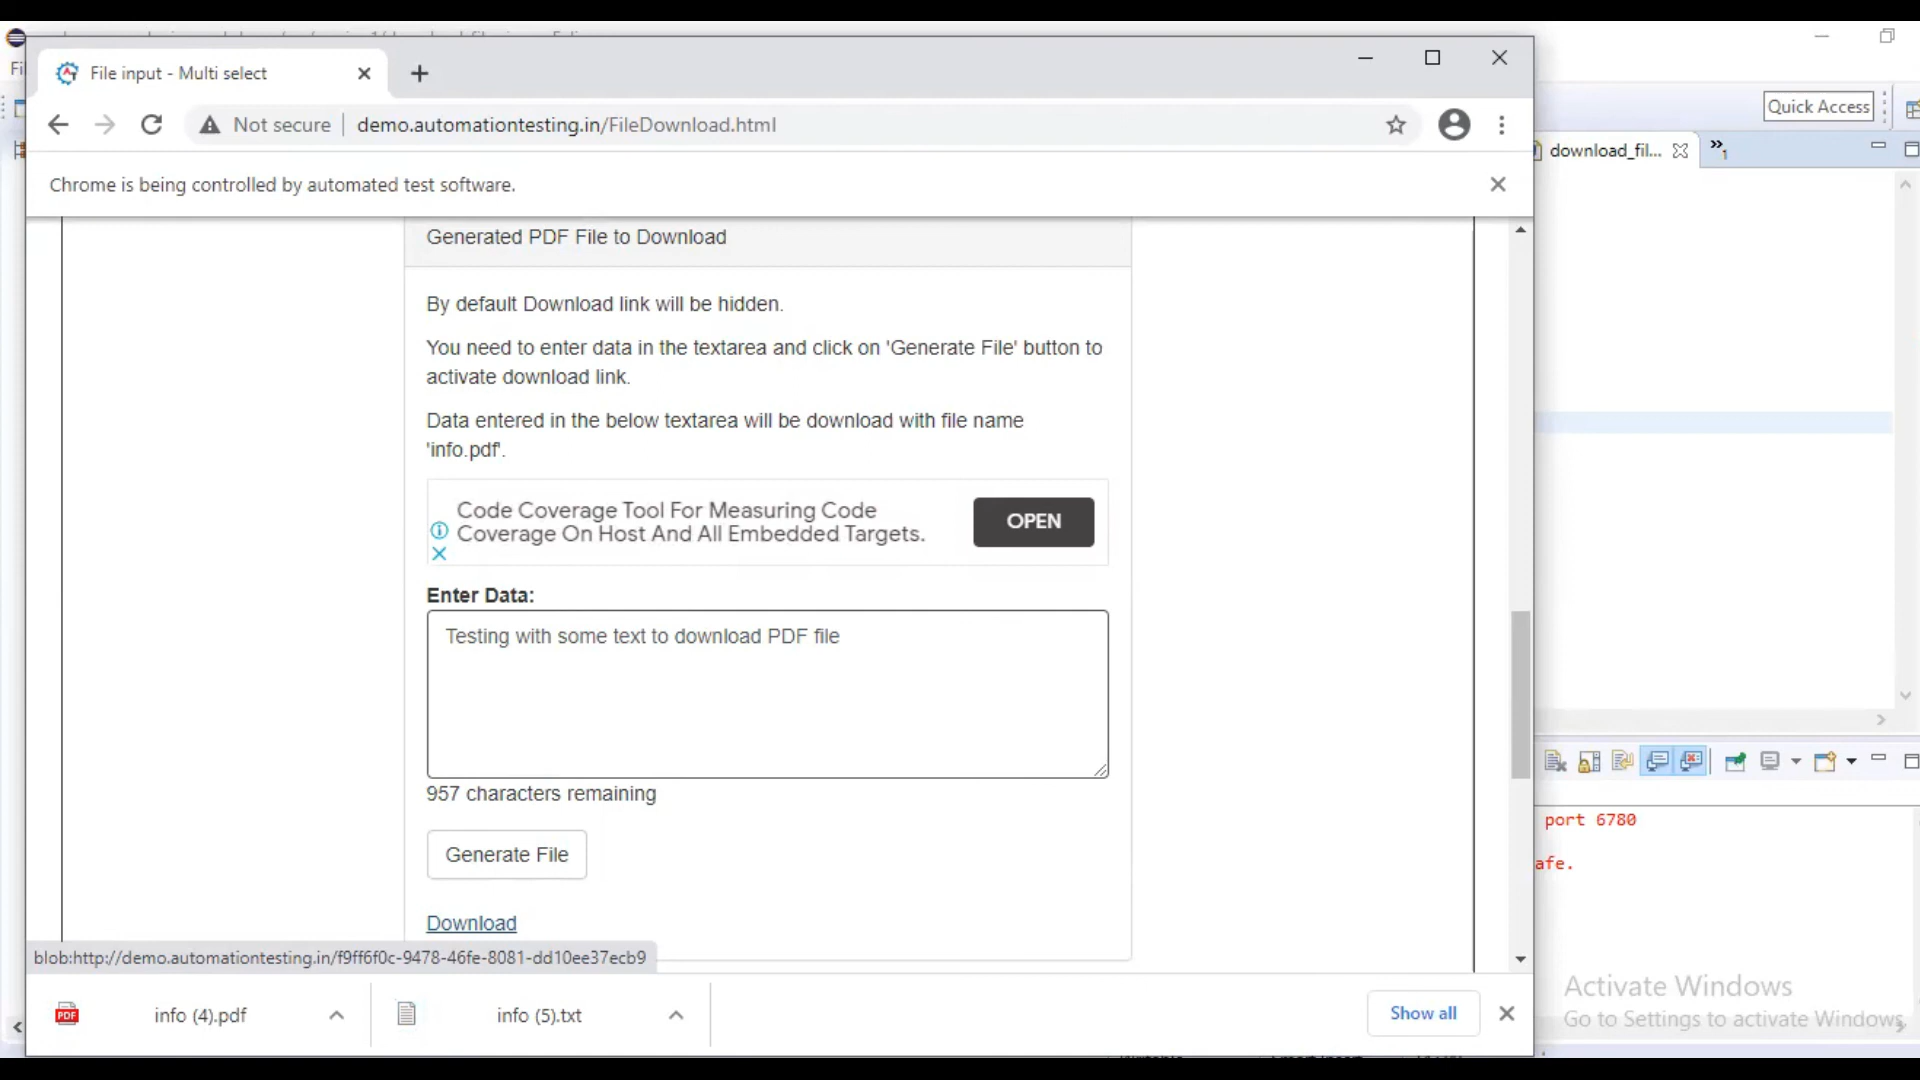 File input - Multi select
Fi
Quick Access
Not secure
demo.automationtesting.in/FileDownload.html
download_fil...
»1
Chrome is being controlled by automated test software.
Generated PDF File to Download
By default Download link will be hidden.
You need to enter data in the textarea and click on 'Generate File' button to
activate download link.
Data entered in the below textarea will be download with file name
'info.pdf'.
Code Coverage Tool For Measuring Code
Coverage On Host And All Embedded Targets.
OPEN
Enter Data:
Testing with some text to download PDF file
957 characters remaining
port 6780
Generate File
afe.
Download
blob:http://demo.automationtesting.in/f9ff6f0c-9478-46fe-8081-dd10ee37ecb9
Activate Windows
Go to Settings to activate Windows.
PDF
info (4).pdf
info (5).txt
Show all